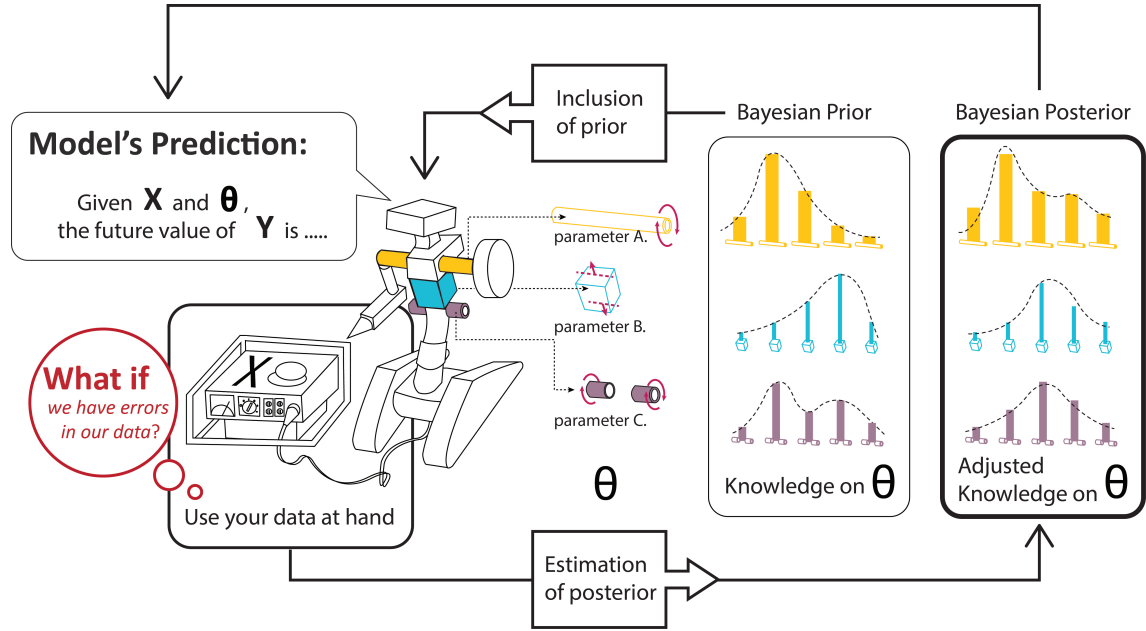 Inclusion
of prior
Bayesian Prior
Bayesian Posterior
Model's Prediction:
Given X and θ,
the future value of Y is .....
parameter A.
parameter B.
parameter C.
θ
What if
we have errors
in our data?
X
Use your data at hand
Knowledge on θ
Adjusted
Knowledge on θ
Estimation
of posterior